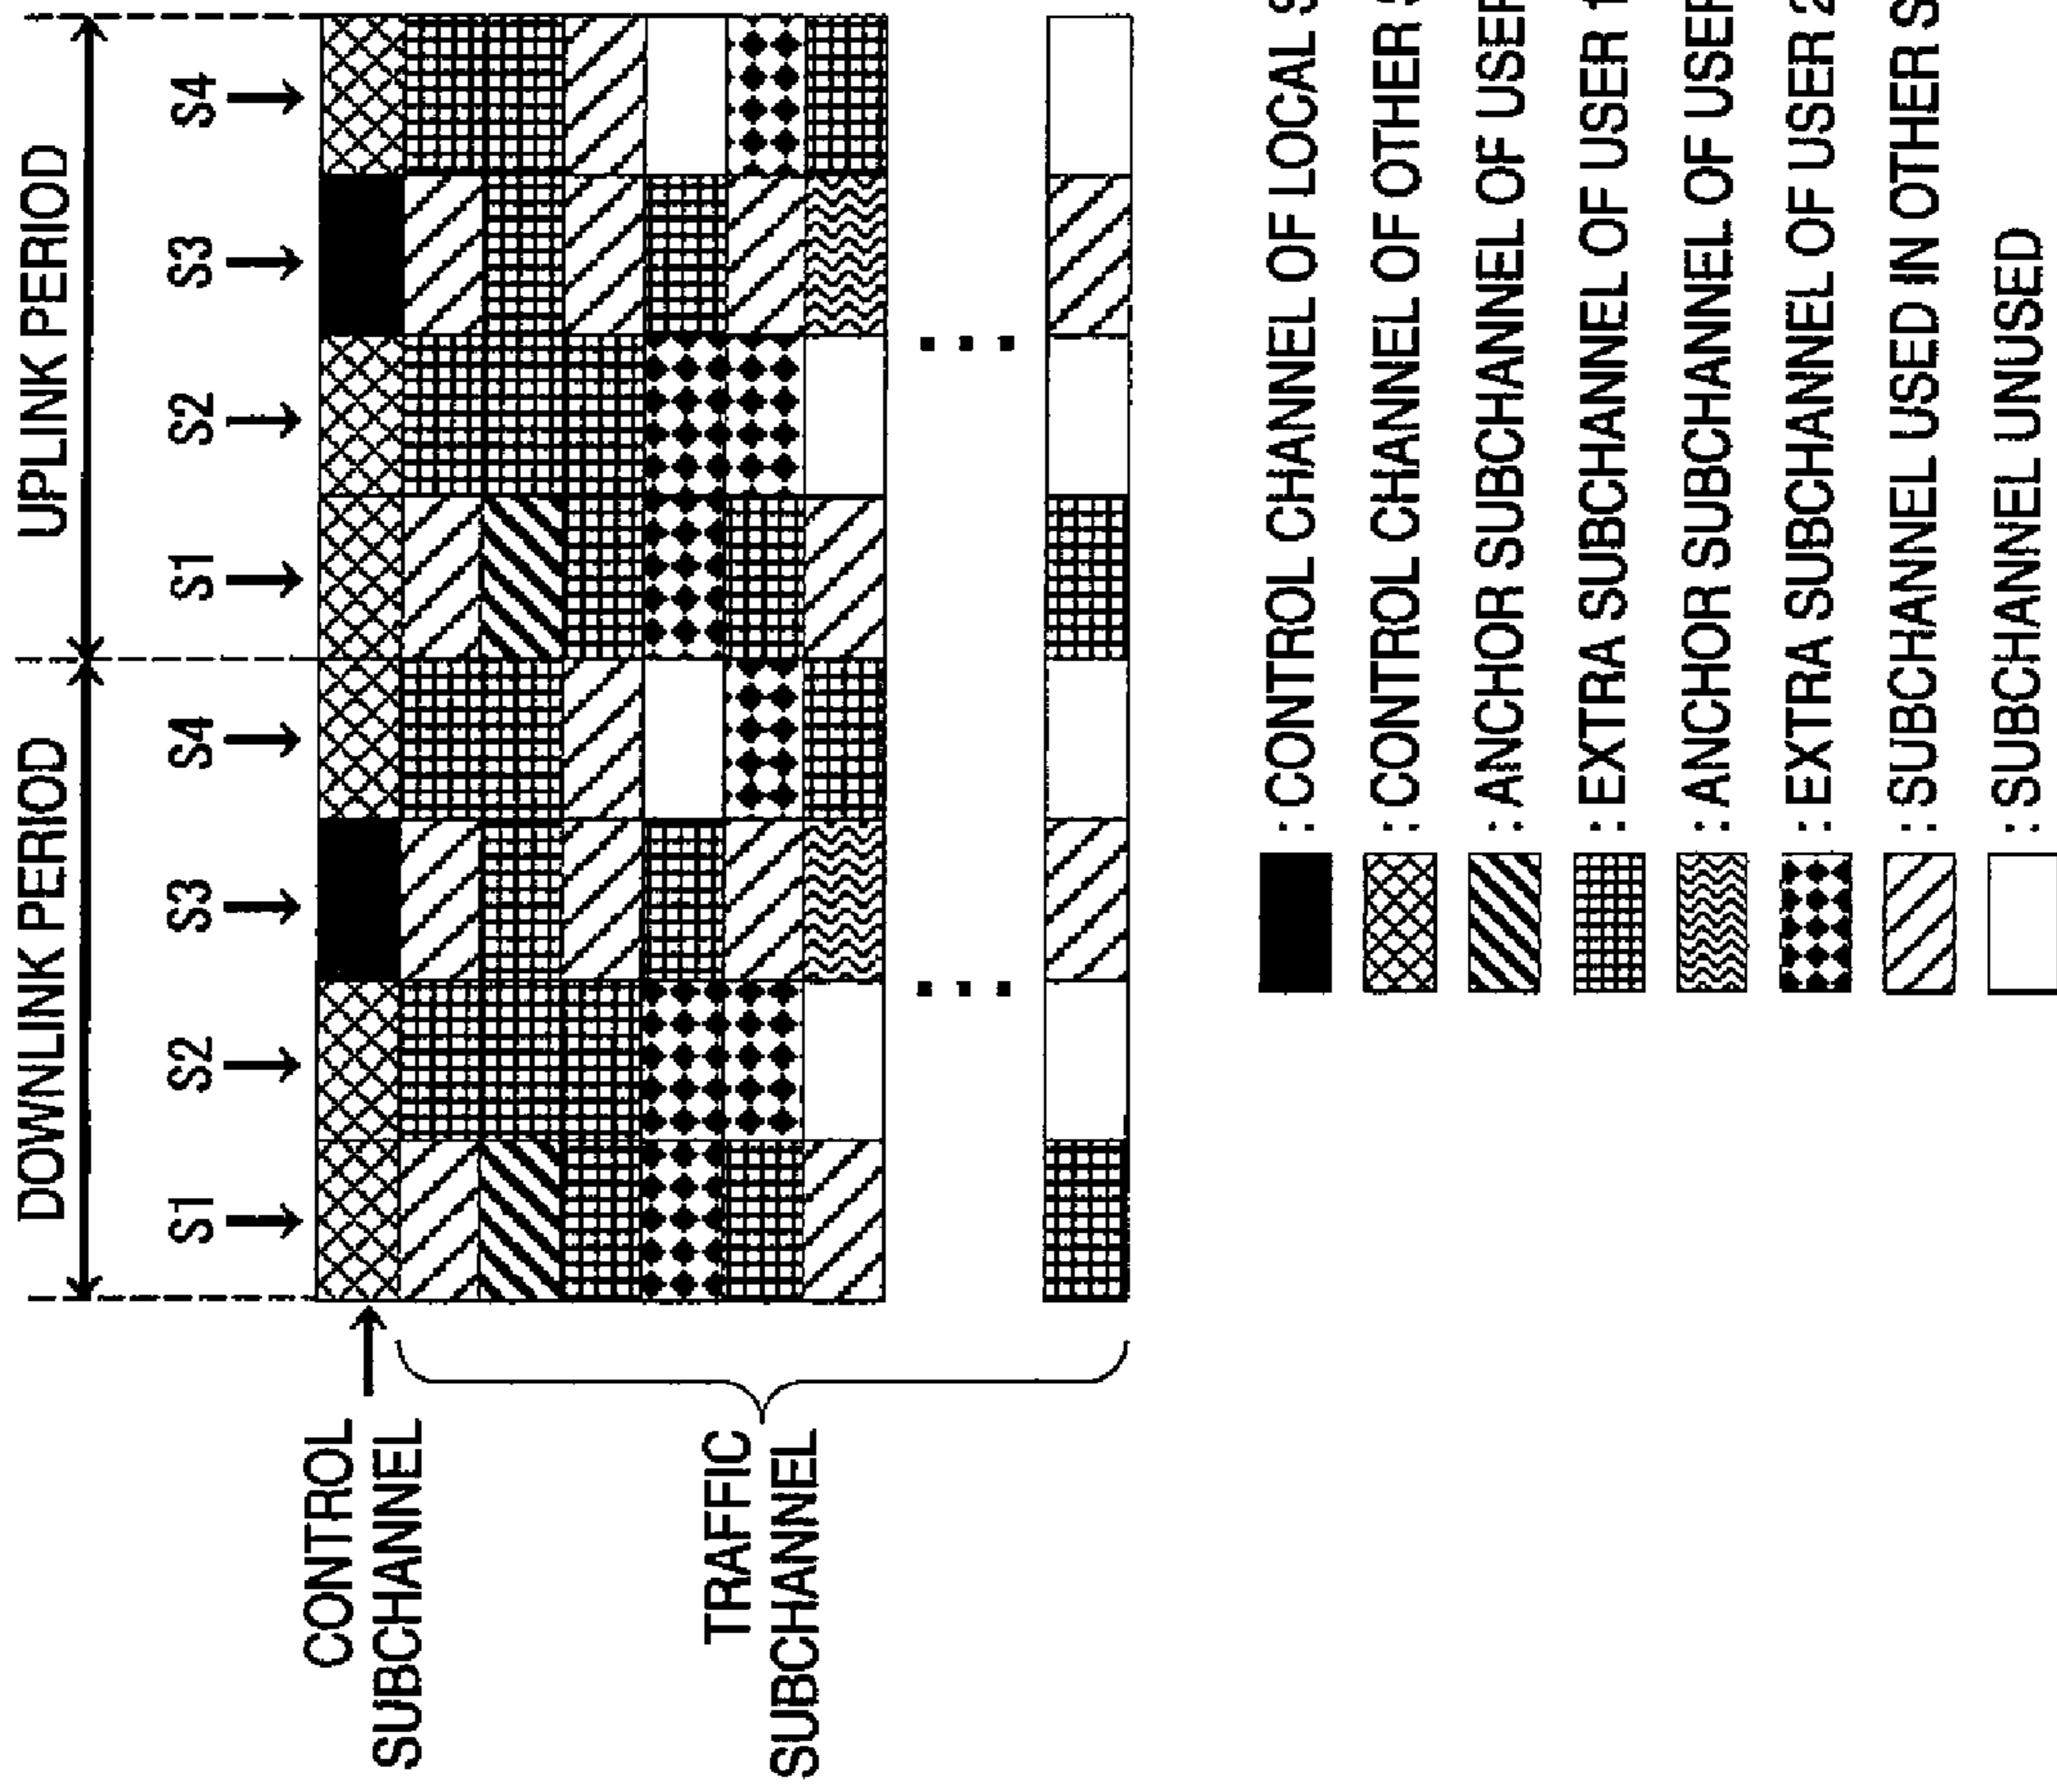 DOWNLINK PERIOD
UPLINK PERIOD
S1
S2
S3
S4
S1
S2
S3
S4
CONTROL
SUBCHANNEL
TRAFFIC
SUBCHANNEL
: CONTROL CHANNEL OF LOCAL
: CONTROL CHANNEL OF OTHER
: ANCHOR SUBCHANNEL OF USER
: EXTRA SUBCHANNEL OF USER 1
: ANCHOR SUBCHANNEL OF USER
: EXTRA SUBCHANNEL OF USER 2
: SUBCHANNEL USED IN OTHER
: SUBCHANNEL UNUSED